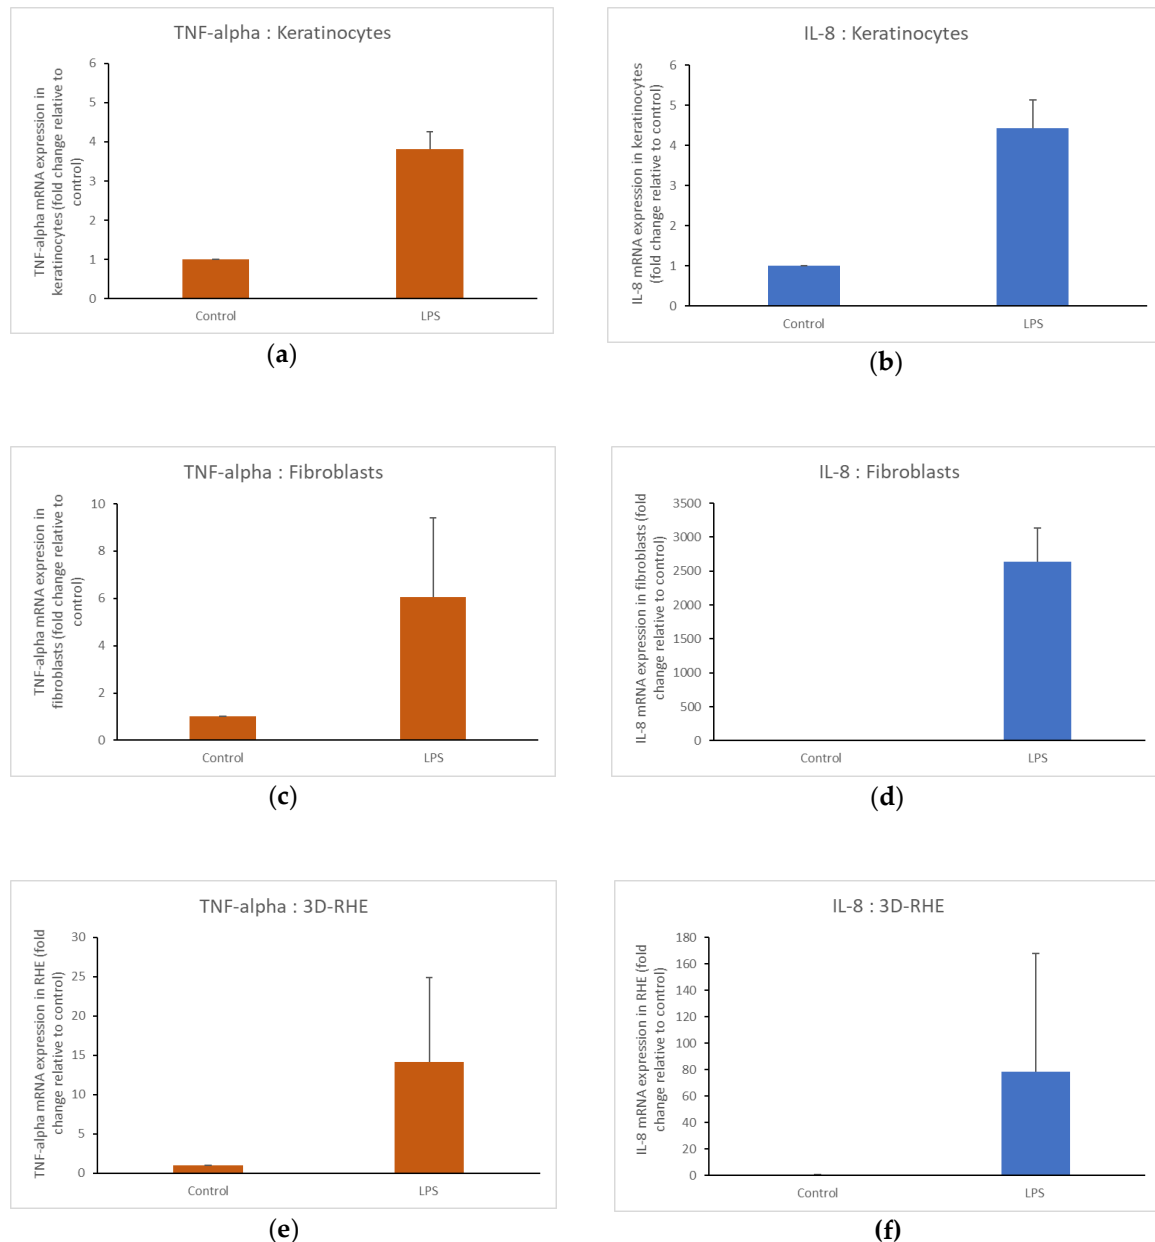 TNF-alpha : Keratinocytes
TNF-alpha mRNA expression in
keratinocytes (fold change relative to
control)
6
5
4
3
2
1
0
Control LPS
(a)
IL-8 : Keratinocytes
IL-8 mRNA expression in keratinocytes
(fold change relative to control)
6
5
4
3
2
1
0
Control LPS
(b)
TNF-alpha : Fibroblasts
TNF-alpha mRNA expresion in
fibroblasts (fold change relative to
control)
10
8
6
4
2
0
Control LPS
(c)
IL-8 : Fibroblasts
IL-8 mRNA expression in fibroblasts (fold
change relative to control)
3500
3000
2500
2000
1500
1000
500
0
Control LPS
(d)
TNF-alpha : 3D-RHE
TNF-alpha mRNA expression in RHE (fold
change relative to control)
30
25
20
15
10
5
0
Control LPS
(e)
IL-8 : 3D-RHE
IL-8 mRNA expression in RHE (fold
change relative to control)
180
160
140
120
100
80
60
40
20
0
Control LPS
(f)